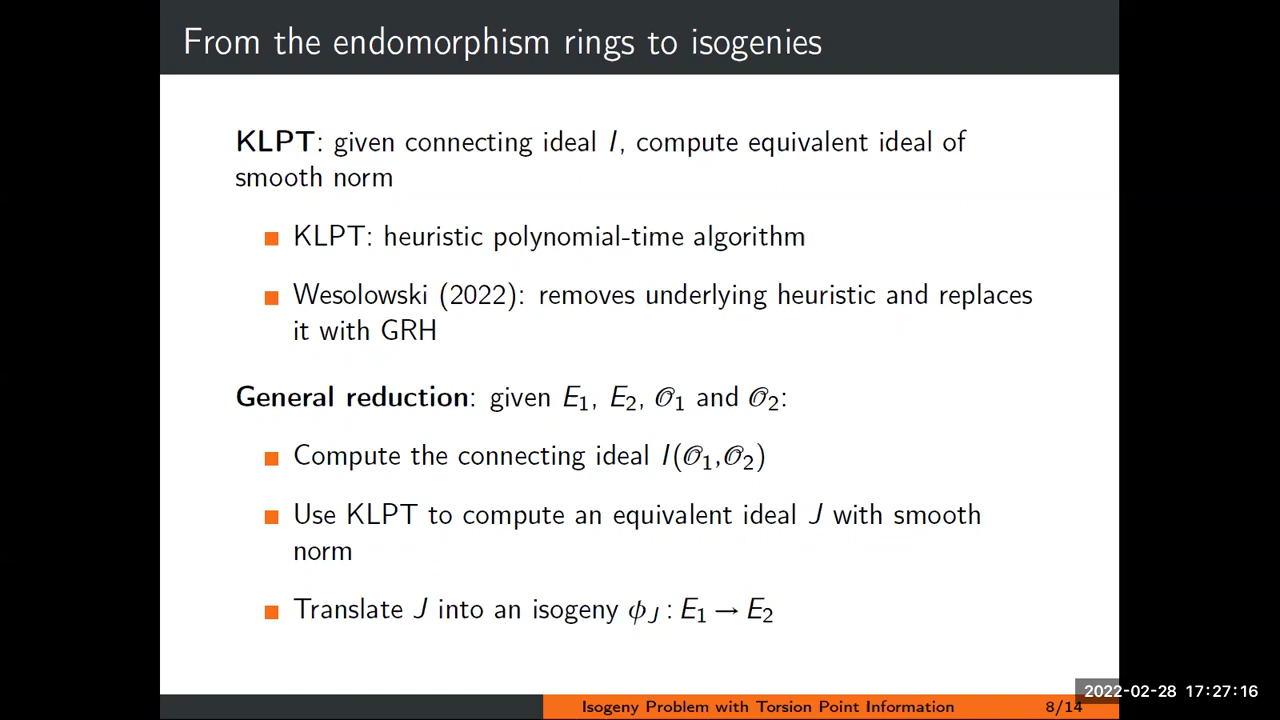 From the endomorphism rings to isogenies
KLPT: given connecting ideal I, compute equivalent ideal of
smooth norm
KLPT: heuristic polynomial-time algorithm
Wesolowski (2022): removes underlying heuristic and replaces
it with GRH
General reduction: given E₁, E₂, 𝒪₁ and 𝒪₂:
Compute the connecting ideal I(𝒪₁,𝒪₂)
Use KLPT to compute an equivalent ideal J with smooth
norm
Translate J into an isogeny ϕ_J : E₁ → E₂
2022-02-28 17:27:16
Isogeny Problem with Torsion Point Information 8/14